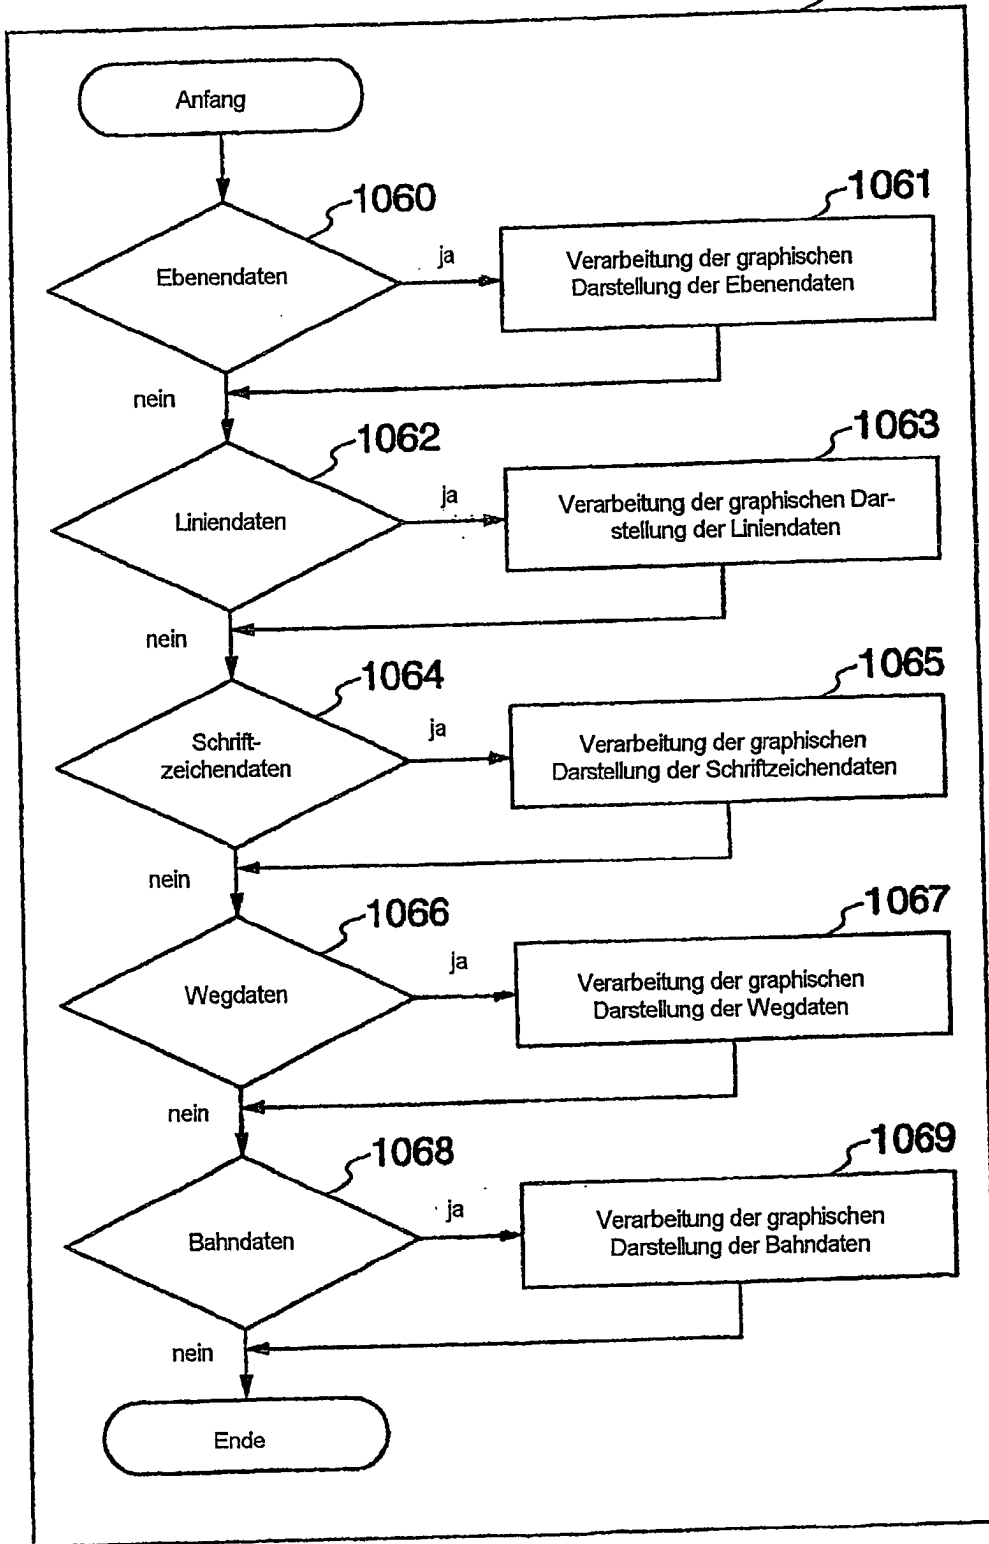 Anfang
1060
1061
Ebenendaten
ja
Verarbeitung der graphischen
Darstellung der Ebenendaten
nein
1062
1063
Liniendaten
ja
Verarbeitung der graphischen Dar-
stellung der Liniendaten
nein
1064
1065
Schrift-
zeichendaten
ja
Verarbeitung der graphischen
Darstellung der Schriftzeichendaten
nein
1066
1067
Wegdaten
ja
Verarbeitung der graphischen
Darstellung der Wegdaten
nein
1068
1069
Bahndaten
ja
Verarbeitung der graphischen
Darstellung der Bahndaten
nein
Ende